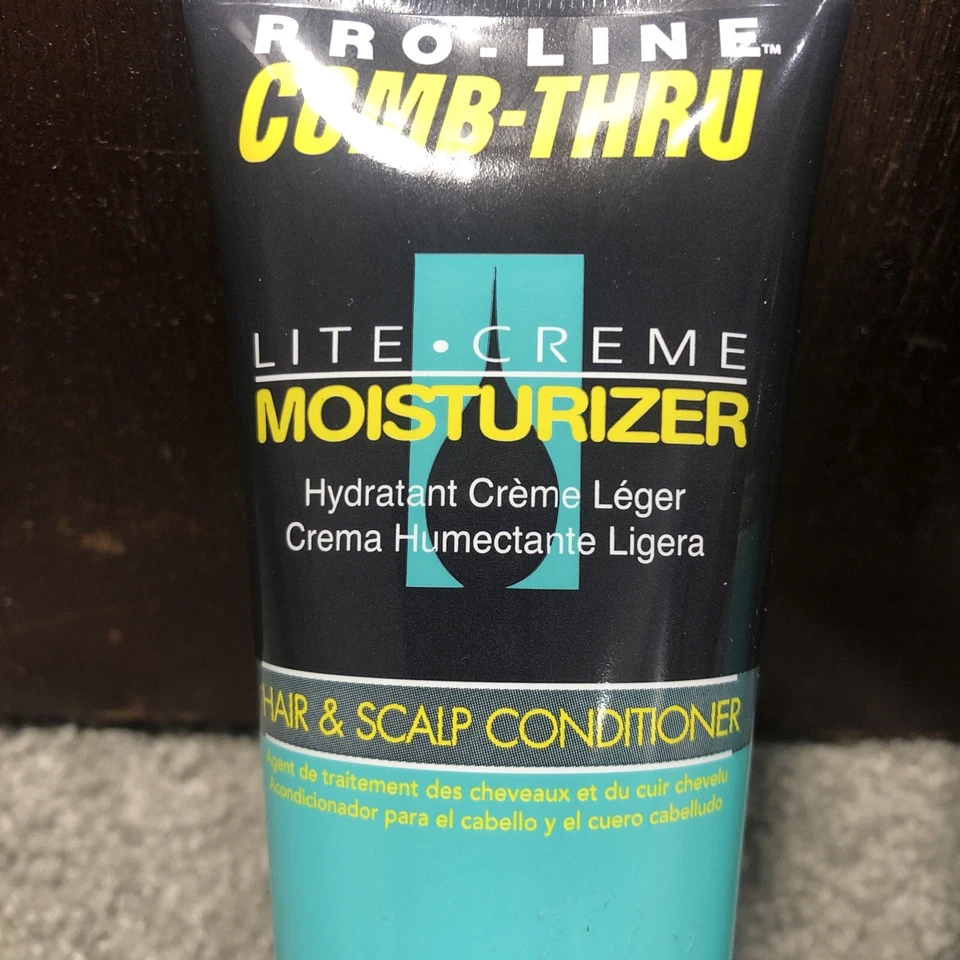 PRO-LINE™
COMB-THRU
LITE • CREME
MOISTURIZER
Hydratant Crème Léger
Crema Humectante Ligera
HAIR & SCALP CONDITIONER
Agent de traitement des cheveaux et du cuir chevelu
Acondicionador para el cabello y el cuero cabelludo